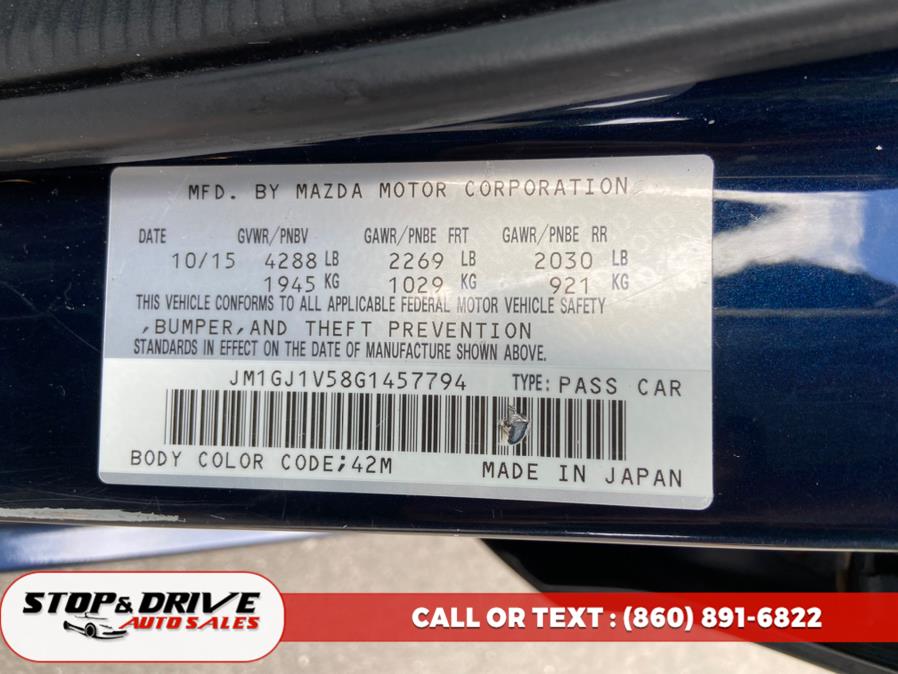 MFD. BY MAZDA MOTOR CORPORATION
DATE GVWR/PNBV GAWR/PNBE FRT GAWR/PNBE RR
10/15 4288 LB 2269 LB 2030 LB
1945 KG 1029 KG 921 KG
THIS VEHICLE CONFORMS TO ALL APPLICABLE FEDERAL MOTOR VEHICLE SAFETY
,BUMPER,AND THEFT PREVENTION
STANDARDS IN EFFECT ON THE DATE OF MANUFACTURE SHOWN ABOVE.
JM1GJ1V58G1457794 TYPE: PASS CAR
BODY COLOR CODE;42M MADE IN JAPAN
STOP & DRIVE
AUTO SALES
CALL OR TEXT : (860) 891-6822